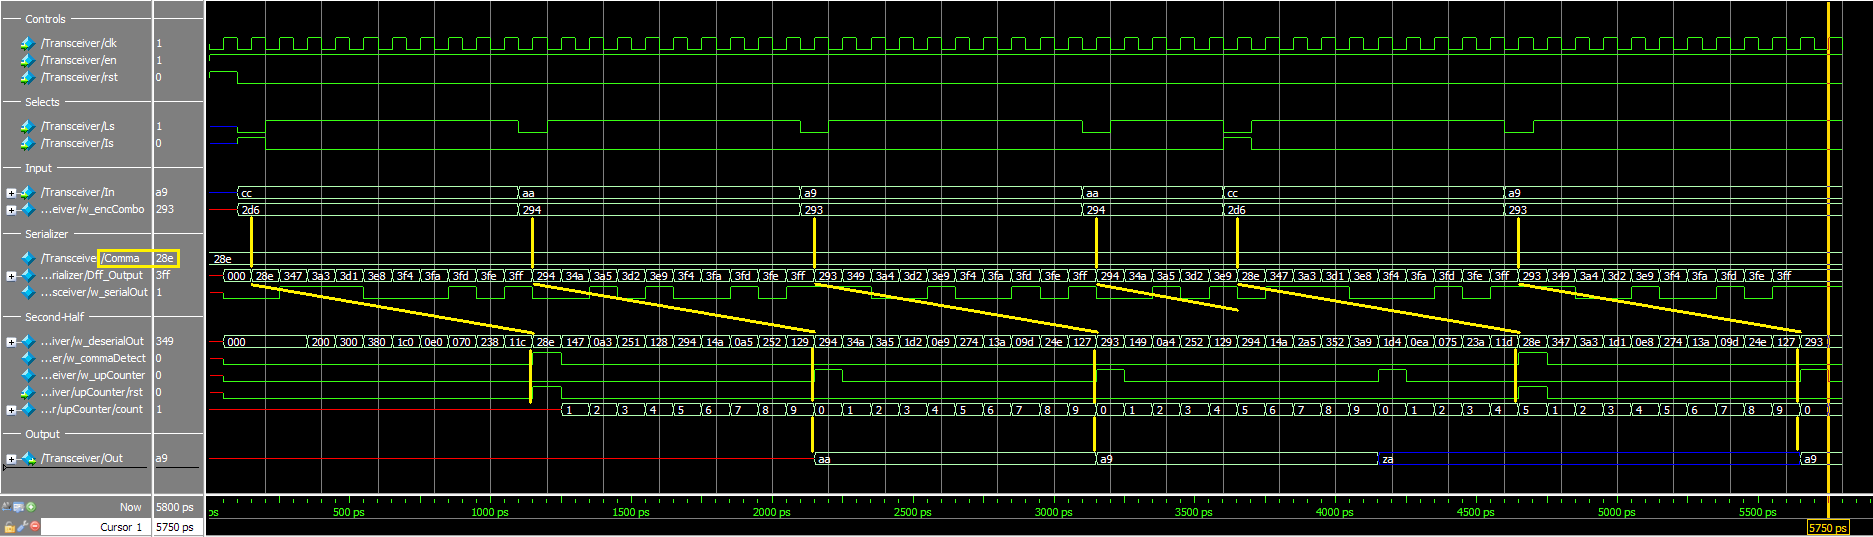 Controls
/Transceiver/clk 1
/Transceiver/en 1
/Transceiver/rst 0
Selects
/Transceiver/Ls 1
/Transceiver/Is 0
Input
/Transceiver/In a9 cc aa a9 aa cc a9
...eiver/w_encCombo 293 2d6 294 293 294 2d6 293
Serializer
/Transceiver/Comma 28e 28e
...rializer/Dff_Output 3ff 000 28e 347 3a3 3d1 3e8 3f4 3fa 3fd 3fe 3ff 294 34a 3a5 3d2 3e9 3f4 3fa 3fd 3fe 3ff 293 349 3a4 3d2 3e9 3f4 3fa 3fd 3fe 3ff 294 34a 3a5 3d2 3e9 28e 347 3a3 3d1 3e8 3f4 3fa 3fd 3fe 3ff 293 349 3a4 3d2 3e9 3f4 3fa 3fd 3fe 3ff
...sceiver/w_serialOut 1
Second-Half
...iver/w_deserialOut 349 000 200 300 380 1c0 0e0 070 238 11c 28e 147 0a3 251 128 294 14a 0a5 252 129 294 34a 3a5 1d2 0e9 274 13a 09d 24e 127 293 149 0a4 252 129 294 14a 2a5 352 3a9 1d4 0ea 075 23a 11d 28e 347 3a3 1d1 0e8 274 13a 09d 24e 127 293
...er/w_commaDetect 0
...eiver/w_upCounter 0
...iver/upCounter/rst 0
...r/upCounter/count 1 1 2 3 4 5 6 7 8 9 0 1 2 3 4 5 6 7 8 9 0 1 2 3 4 5 6 7 8 9 0 1 2 3 4 5 1 2 3 4 5 6 7 8 9 0
Output
/Transceiver/Out a9 aa a9 za a9
Now 5800 ps ps 500 ps 1000 ps 1500 ps 2000 ps 2500 ps 3000 ps 3500 ps 4000 ps 4500 ps 5000 ps 5500 ps
Cursor 1 5750 ps 5750 ps